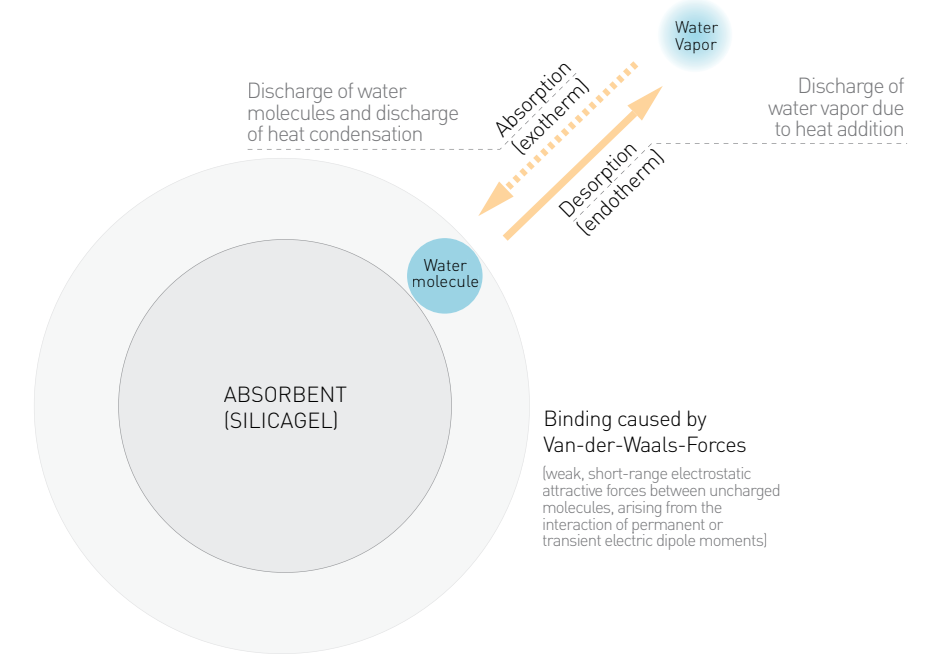 Water
Vapor
Discharge of water
molecules and discharge
of heat condensation
Absorption
(exotherm)
Discharge of
water vapor due
to heat addition
Desorption
(endotherm)
Water
molecule
ABSORBENT
(SILICAGEL)
Binding caused by
Van-der-Waals-Forces
(weak, short-range electrostatic
attractive forces between uncharged
molecules, arising from the
interaction of permanent or
transient electric dipole moments)